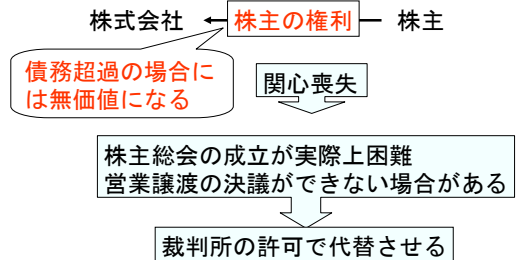 株式会社 株主の権利 株主
債務超過の場合に
は無価値になる
関心喪失
株主総会の成立が実際上困難
営業譲渡の決議ができない場合がある
裁判所の許可で代替させる